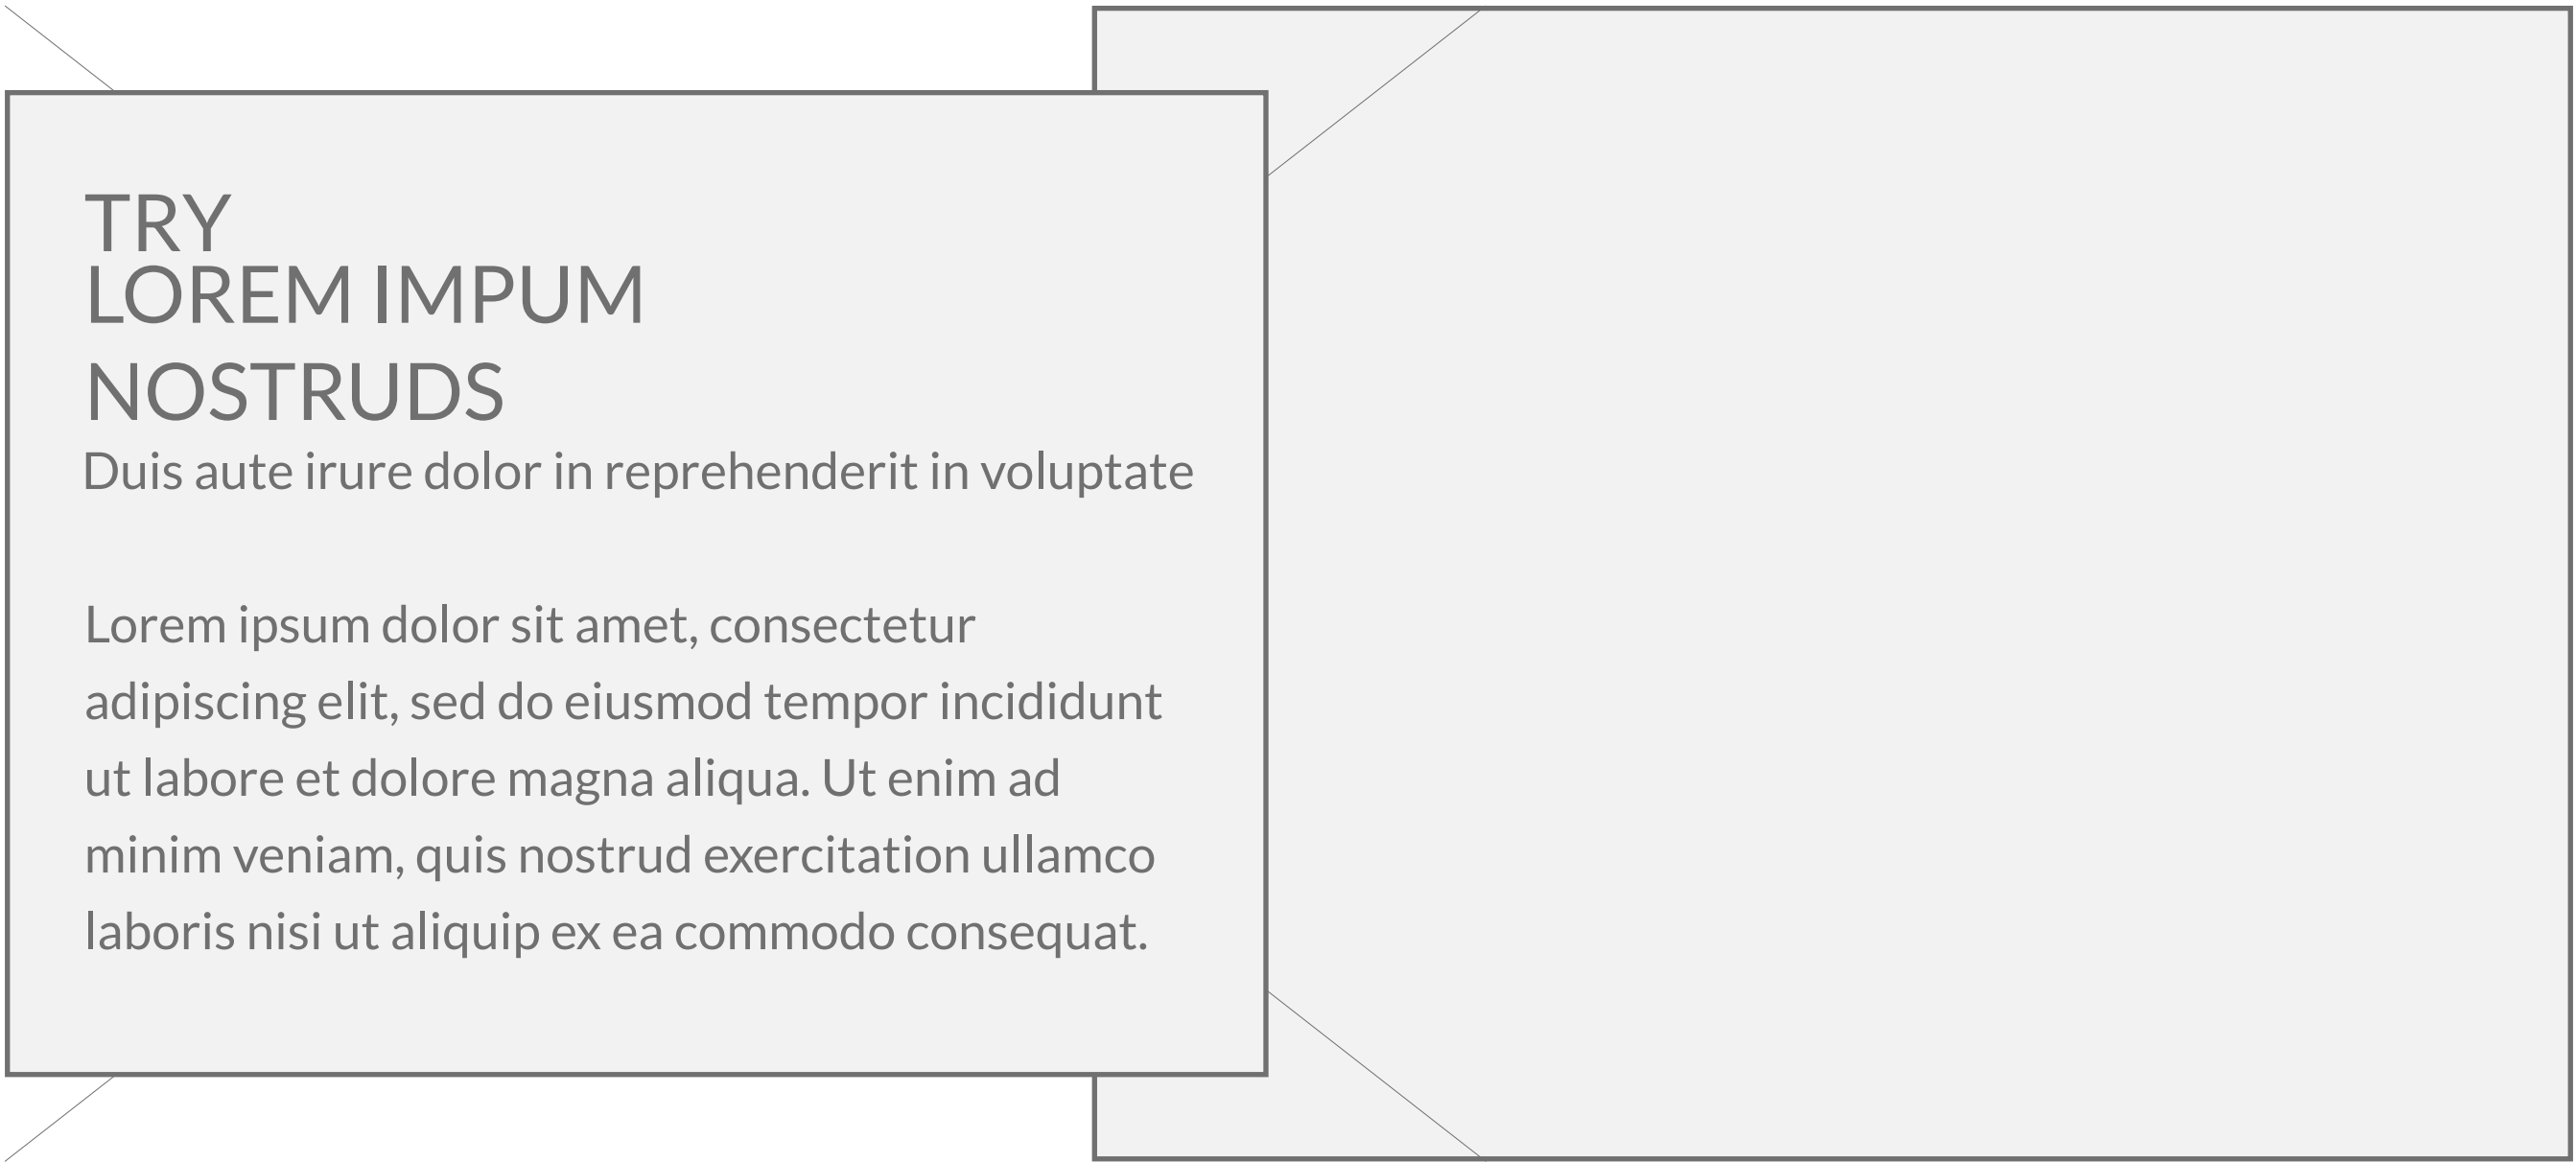 TRY
LOREM IMPUM
NOSTRUDS
Duis aute irure dolor in reprehenderit in voluptate
Lorem ipsum dolor sit amet, consectetur
adipiscing elit, sed do eiusmod tempor incididunt
ut labore et dolore magna aliqua. Ut enim ad
minim veniam, quis nostrud exercitation ullamco
laboris nisi ut aliquip ex ea commodo consequat.